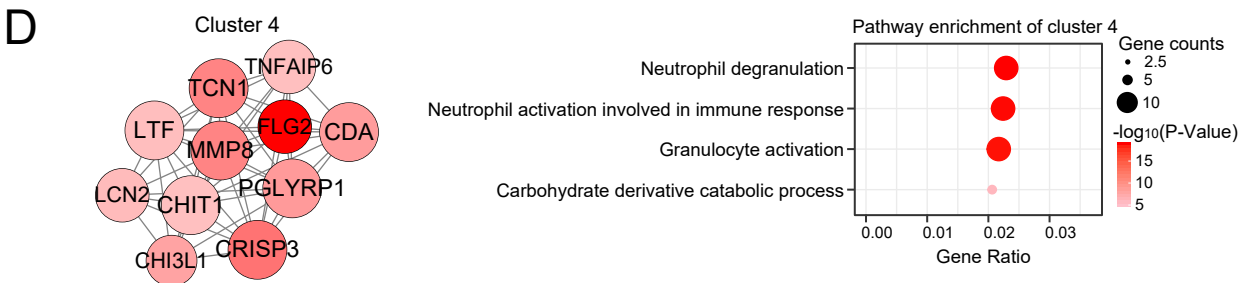 D
Cluster 4
TNFAIP6
TCN1
LTF
FLG2
CDA
MMP8
LCN2
CHIT1
PGLYRP1
CHI3L1
CRISP3
Pathway enrichment of cluster 4
Neutrophil degranulation
Neutrophil activation involved in immune response
Granulocyte activation
Carbohydrate derivative catabolic process
0.00 0.01 0.02 0.03
Gene Ratio
Gene counts
2.5
5
10
-log₁₀(P-Value)
15
10
5